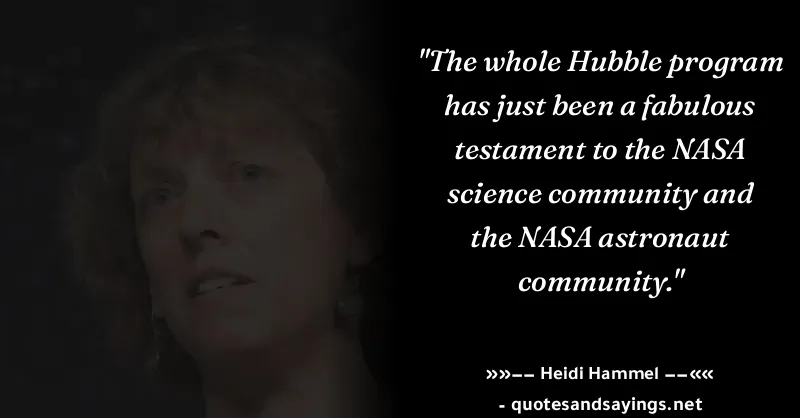 "The whole Hubble program
has just been a fabulous
testament to the NASA
science community and
the NASA astronaut
community."
»»–– Heidi Hammel ––««
- quotesandsayings.net